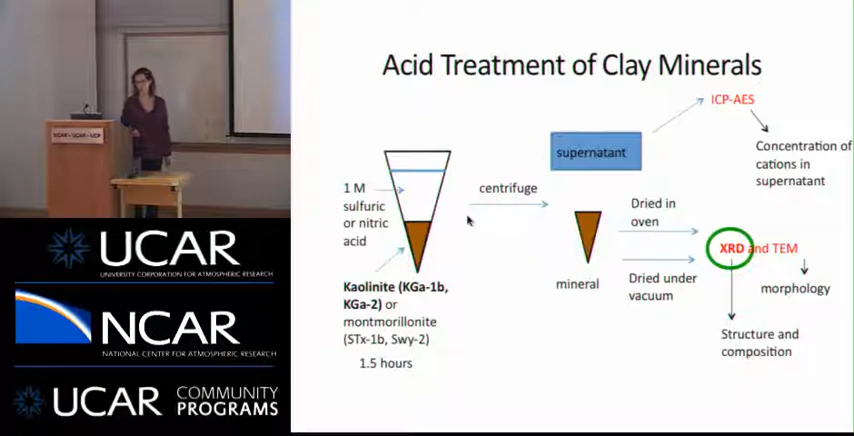 Acid Treatment of Clay Minerals
ICP-AES
Concentration of
cations in
supernatant
supernatant
1 M
sulfuric
or nitric
acid
centrifuge
Dried in
oven
XRD and TEM
mineral
Dried under
vacuum
morphology
Kaolinite (KGa-1b,
KGa-2) or
montmorillonite
(STx-1b, Swy-2)
1.5 hours
Structure and
composition
UCAR • UCAR • UCP
UCAR
UNIVERSITY CORPORATION FOR ATMOSPHERIC RESEARCH
NCAR
NATIONAL CENTER FOR ATMOSPHERIC RESEARCH
UCAR COMMUNITY
PROGRAMS